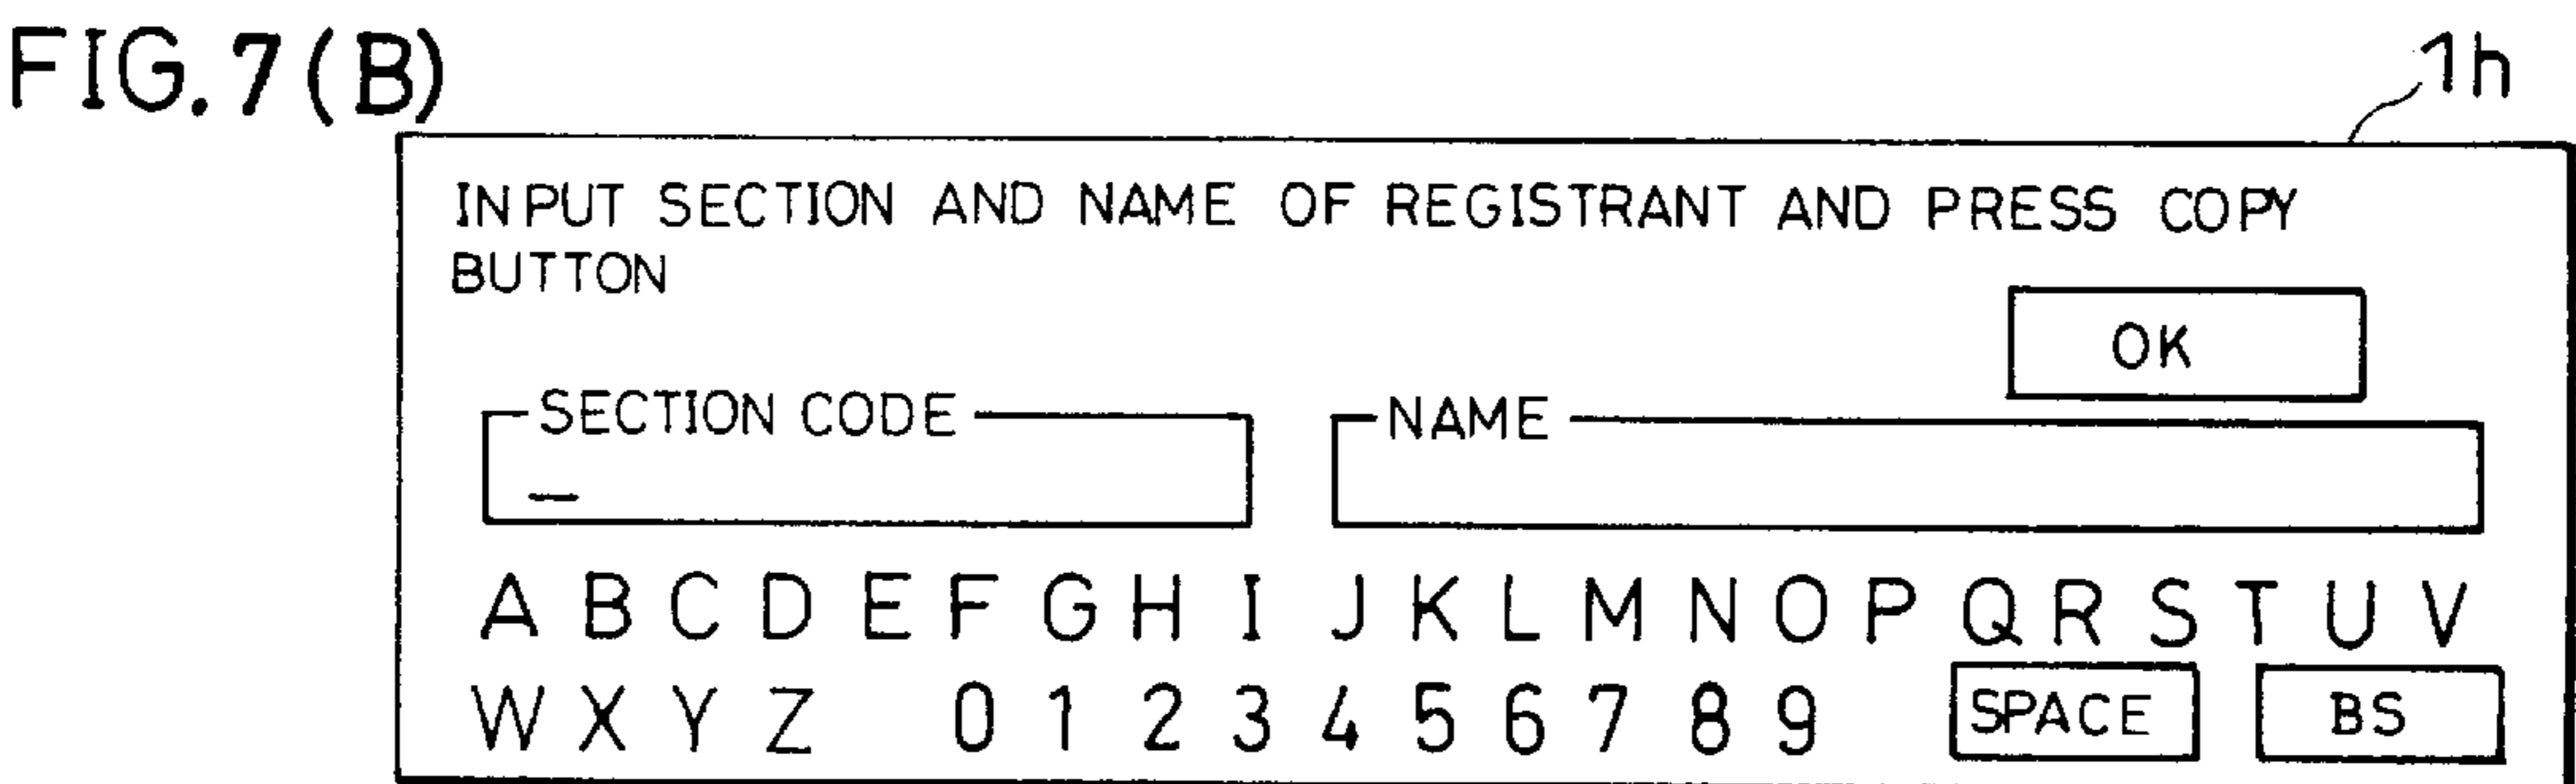 FIG. 7 (B)
1h
INPUT SECTION AND NAME OF REGISTRANT AND PRESS COPY
BUTTON
OK
SECTION CODE
NAME
_
A B C D E F G H I J K L M N O P Q R S T U V
W X Y Z 0 1 2 3 4 5 6 7 8 9 SPACE BS